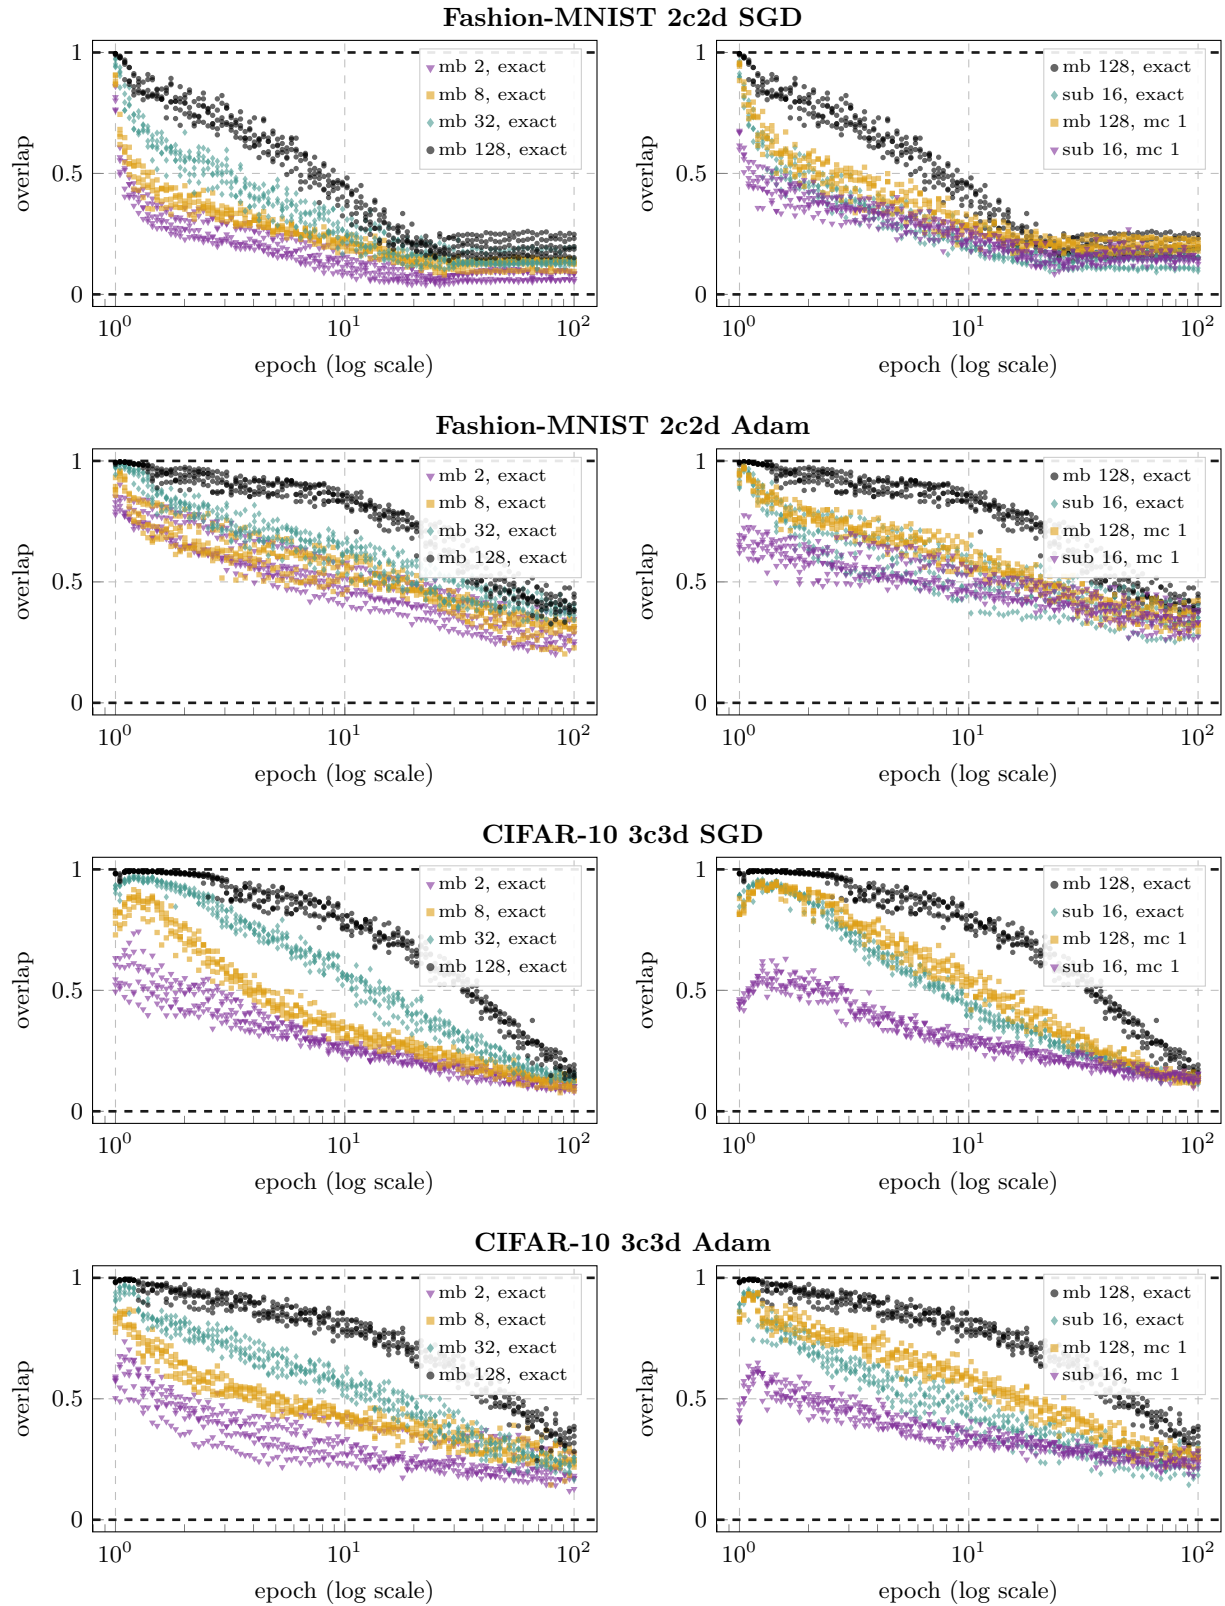 Fashion-MNIST 2c2d SGD
1
0.5
0
overlap
mb 2, exact
mb 8, exact
mb 32, exact
mb 128, exact
10^0
10^1
10^2
epoch (log scale)
1
0.5
0
overlap
mb 128, exact
sub 16, exact
mb 128, mc 1
sub 16, mc 1
10^0
10^1
10^2
epoch (log scale)
Fashion-MNIST 2c2d Adam
1
0.5
0
overlap
mb 2, exact
mb 8, exact
mb 32, exact
mb 128, exact
10^0
10^1
10^2
epoch (log scale)
1
0.5
0
overlap
mb 128, exact
sub 16, exact
mb 128, mc 1
sub 16, mc 1
10^0
10^1
10^2
epoch (log scale)
CIFAR-10 3c3d SGD
1
0.5
0
overlap
mb 2, exact
mb 8, exact
mb 32, exact
mb 128, exact
10^0
10^1
10^2
epoch (log scale)
1
0.5
0
overlap
mb 128, exact
sub 16, exact
mb 128, mc 1
sub 16, mc 1
10^0
10^1
10^2
epoch (log scale)
CIFAR-10 3c3d Adam
1
0.5
0
overlap
mb 2, exact
mb 8, exact
mb 32, exact
mb 128, exact
10^0
10^1
10^2
epoch (log scale)
1
0.5
0
overlap
mb 128, exact
sub 16, exact
mb 128, mc 1
sub 16, mc 1
10^0
10^1
10^2
epoch (log scale)